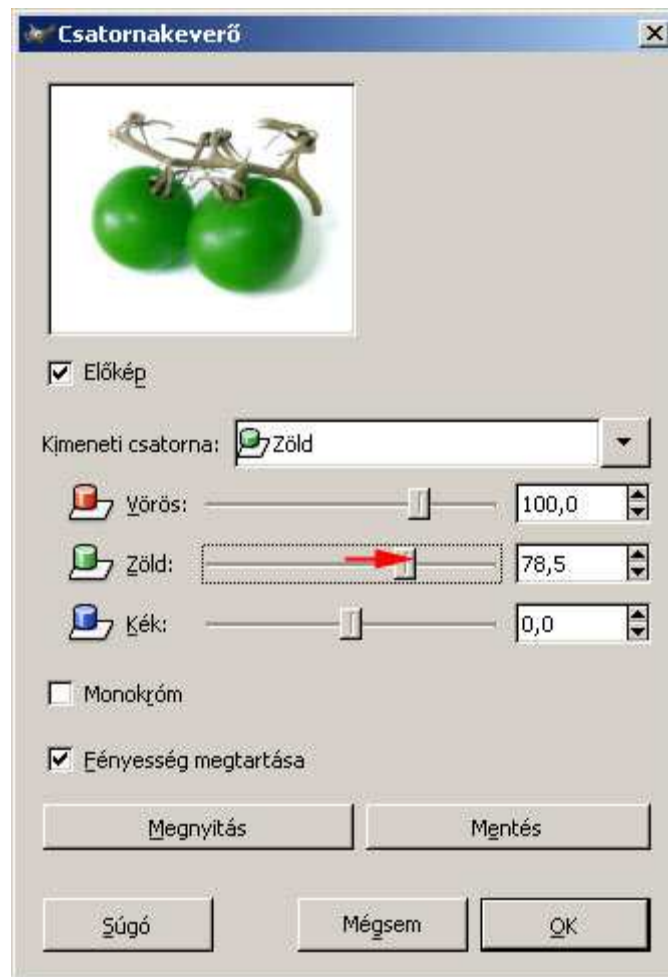 Csatornakeverő
Előkép
Kimeneti csatorna: Zöld
Vörös: 100,0
Zöld: 78,5
Kék: 0,0
Monokróm
Fényesség megtartása
Megnyitás Mentés
Súgó Mégsem OK